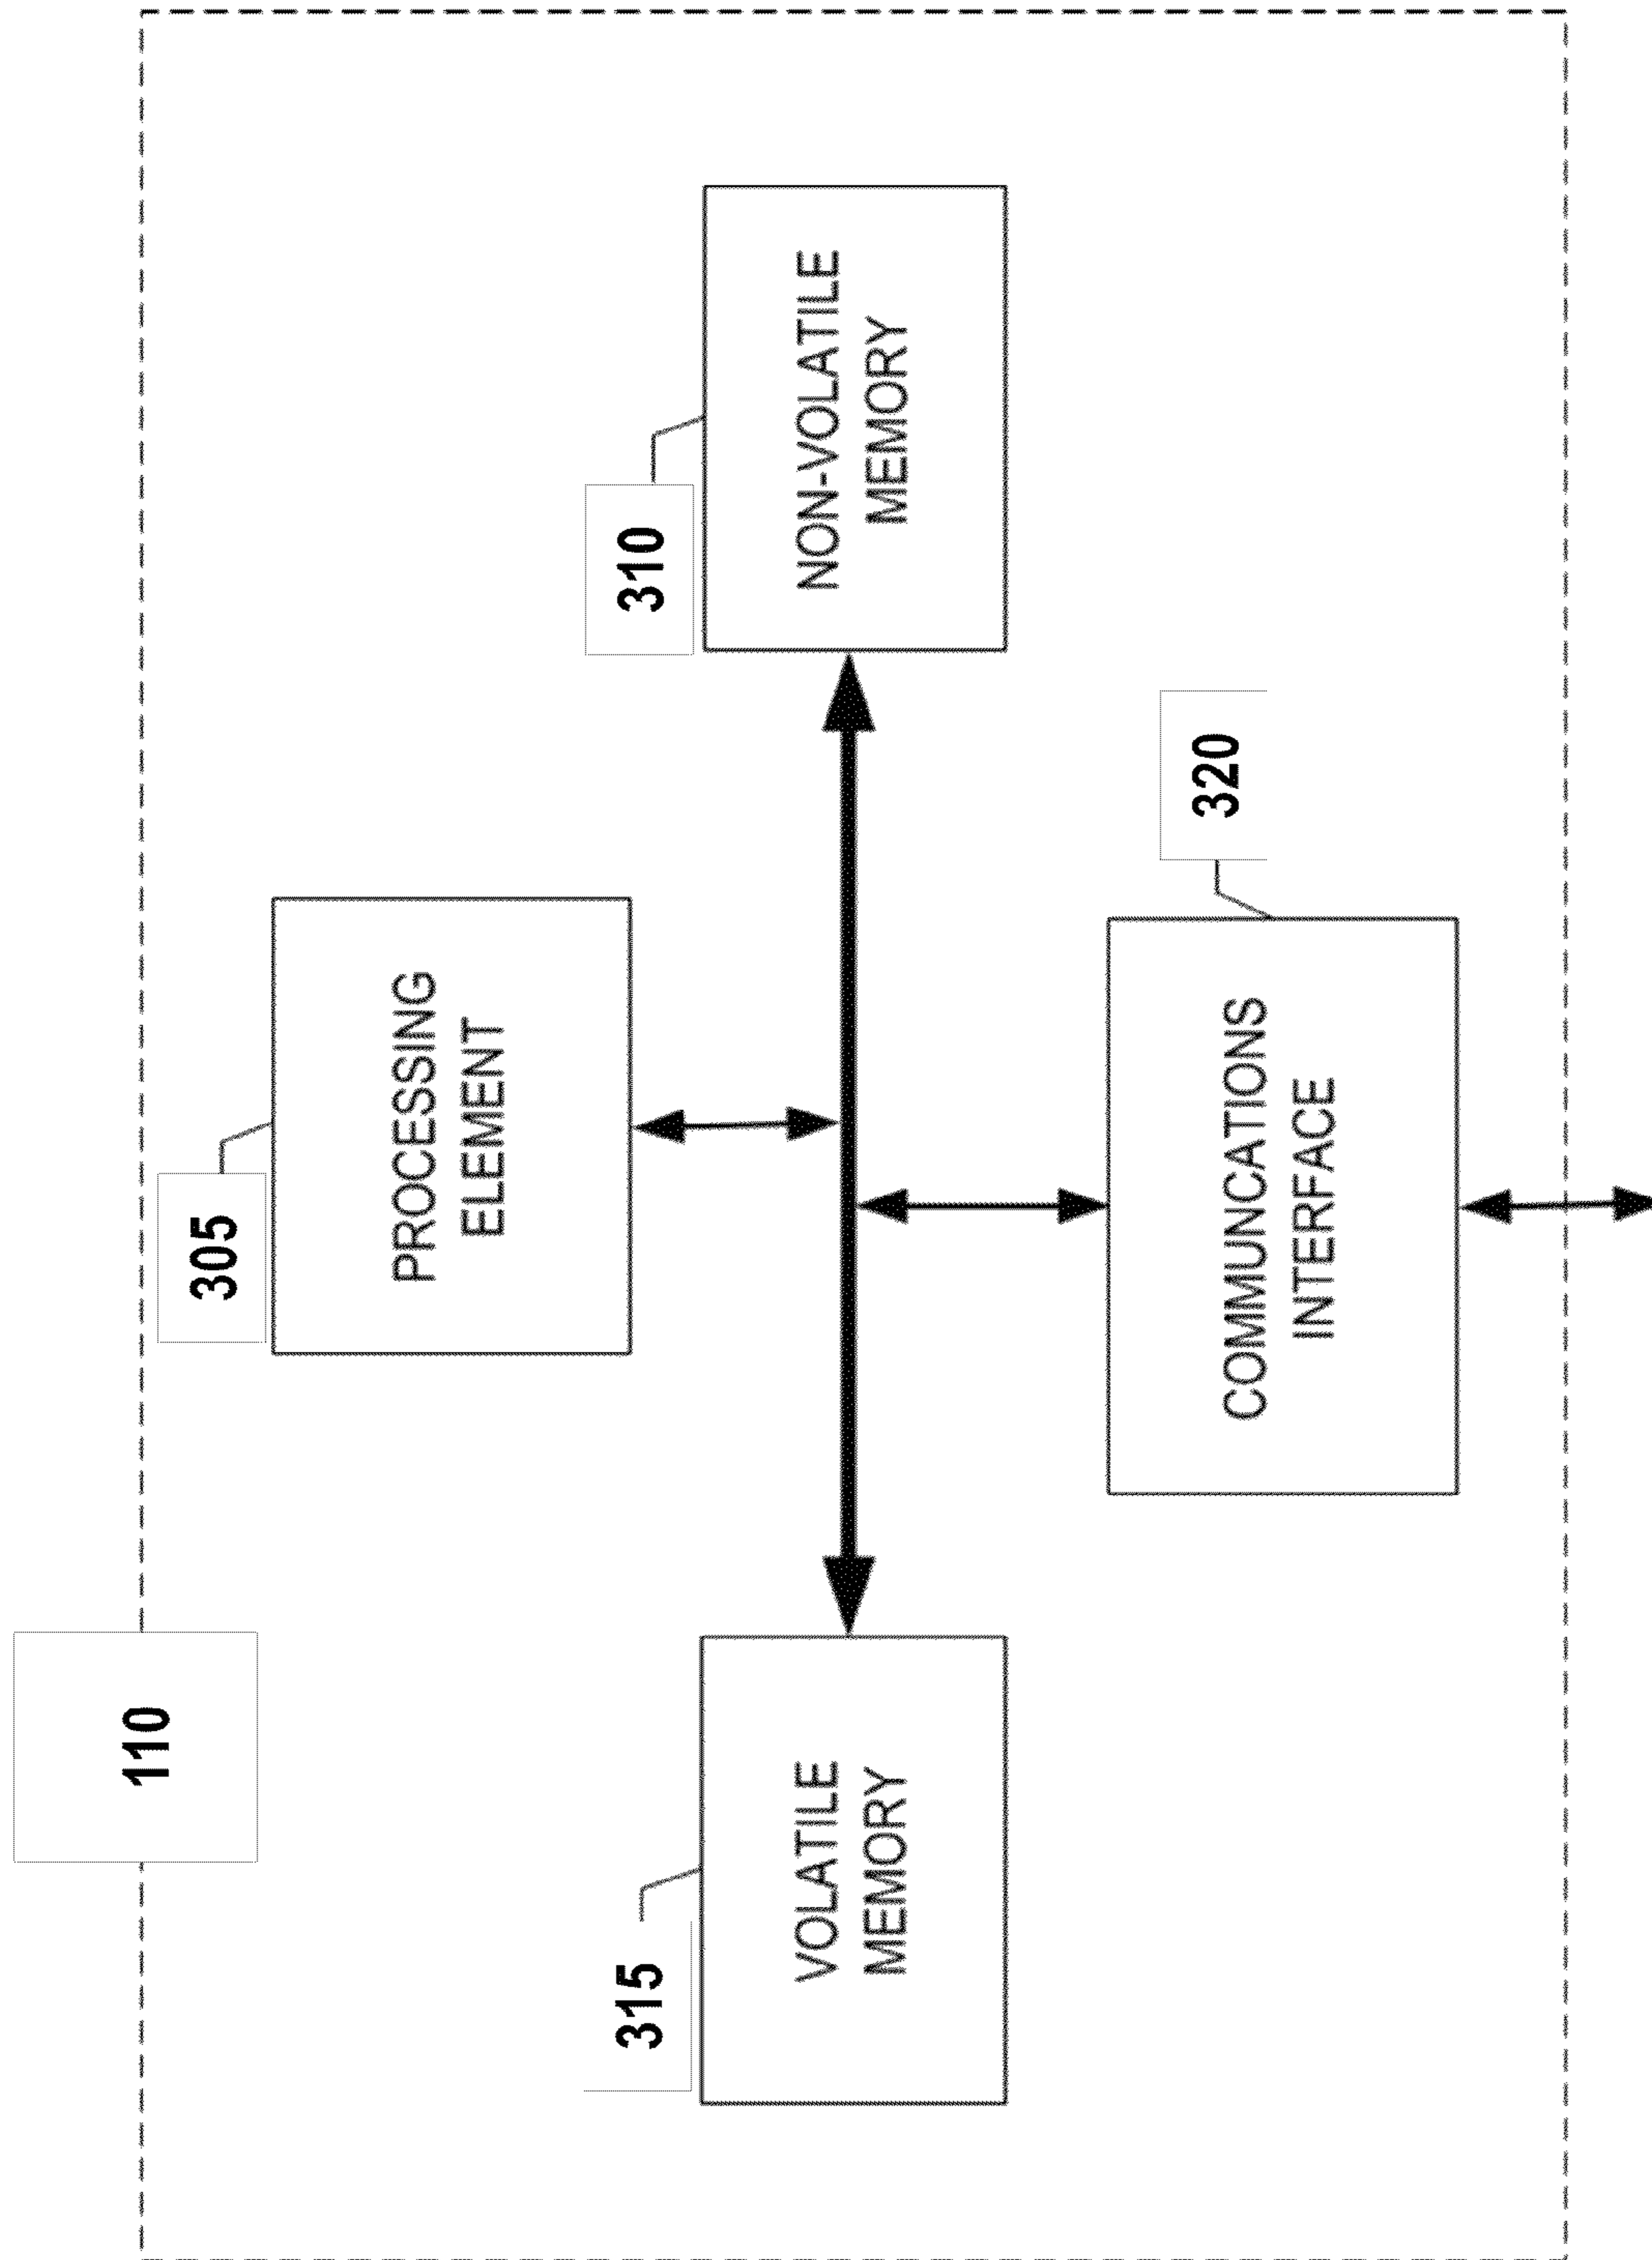 110
305
PROCESSING
ELEMENT
315
VOLATILE
MEMORY
310
NON-VOLATILE
MEMORY
320
COMMUNCATIONS
INTERFACE